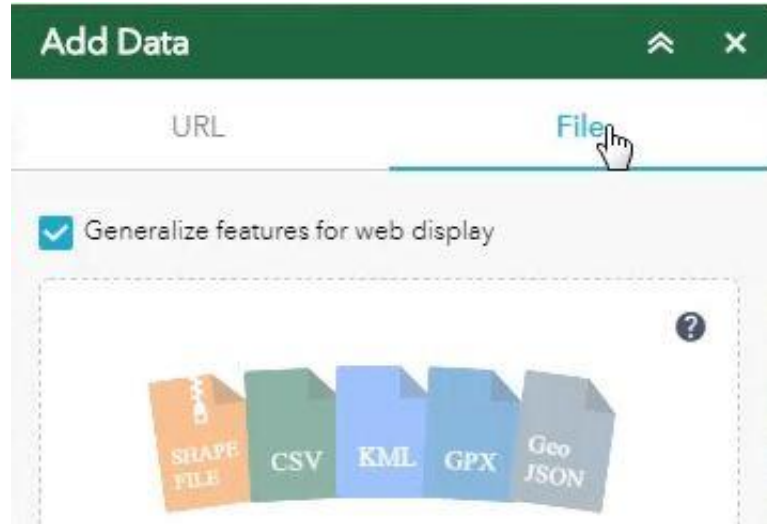 Add Data
URL
File
Generalize features for web display
SHAPE
FILE
CSV
KML
GPX
Geo
JSON